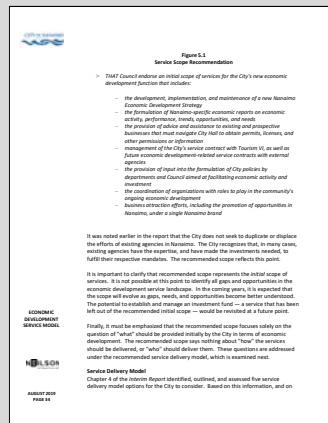 CITY OF NANAIMO
Figure 5.1
Service Scope Recommendation
> THAT Council endorse an initial scope of services for the City's new economic
development function that includes:
– the development, implementation, and maintenance of a new Nanaimo
Economic Development Strategy
– the formulation of Nanaimo-specific economic reports on economic
activity, performance, trends, opportunities, and needs
– the provision of advice and assistance to existing and prospective
businesses that must navigate City Hall to obtain permits, licenses, and
other permissions or information
– management of the City's service contract with Tourism VI, as well as
future economic development-related service contracts with external
agencies
– the provision of input into the formulation of City policies by
departments and Council aimed at facilitating economic activity and
investment
– the coordination of organizations with roles to play in the community's
ongoing economic development
– business attraction efforts, including the promotion of opportunities in
Nanaimo, under a single Nanaimo brand
It was noted earlier in the report that the City does not seek to duplicate or displace
the efforts of existing agencies in Nanaimo. The City recognizes that, in many cases,
existing agencies have the expertise, and have made the investments needed, to
fulfill their respective mandates. The recommended scope reflects this point.
It is important to clarify that recommended scope represents the initial scope of
services. It is not possible at this point to identify all gaps and opportunities in the
economic development landscape. In the coming years, it is expected that
the scope will evolve as gaps, needs, and opportunities become better understood.
The potential to establish and manage an investment fund — a service that has been
left out of the recommended initial scope — would be revisited at a future point.
Finally, it must be emphasized that the recommended scope focuses solely on the
question of "what" should be provided initially by the City in terms of economic
development. The recommended scope says nothing about "how" the services
should be delivered, or "who" should deliver them. These questions are addressed
under the recommended service delivery model, which is examined next.
Service Delivery Model
Chapter 4 of the Interim Report identified, outlined, and assessed five service
delivery model options for the City to consider. Based on this information, and on
ECONOMIC
DEVELOPMENT
SERVICE MODEL
NEILSON
AUGUST 2019
PAGE 34